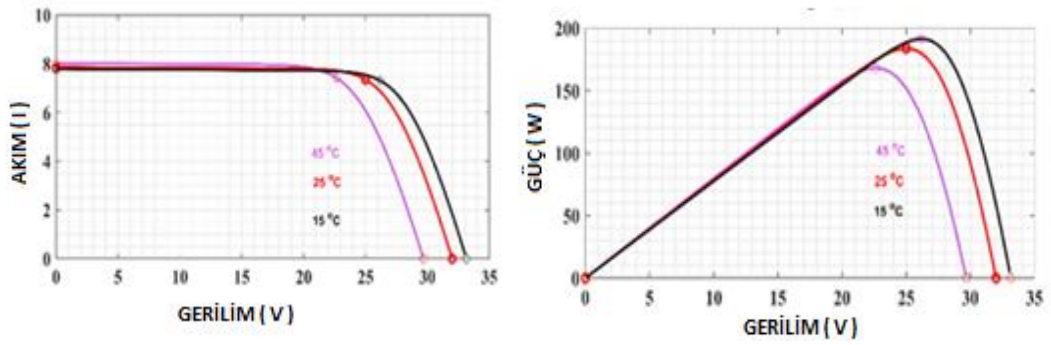 10
8
6
4
2
0
AKIM ( I )
45 °C
25 °C
15 °C
0 5 10 15 20 25 30 35
GERİLİM ( V )
200
150
100
50
0
GÜÇ ( W )
45 °C
25 °C
15 °C
0 5 10 15 20 25 30 35
GERİLİM ( V )